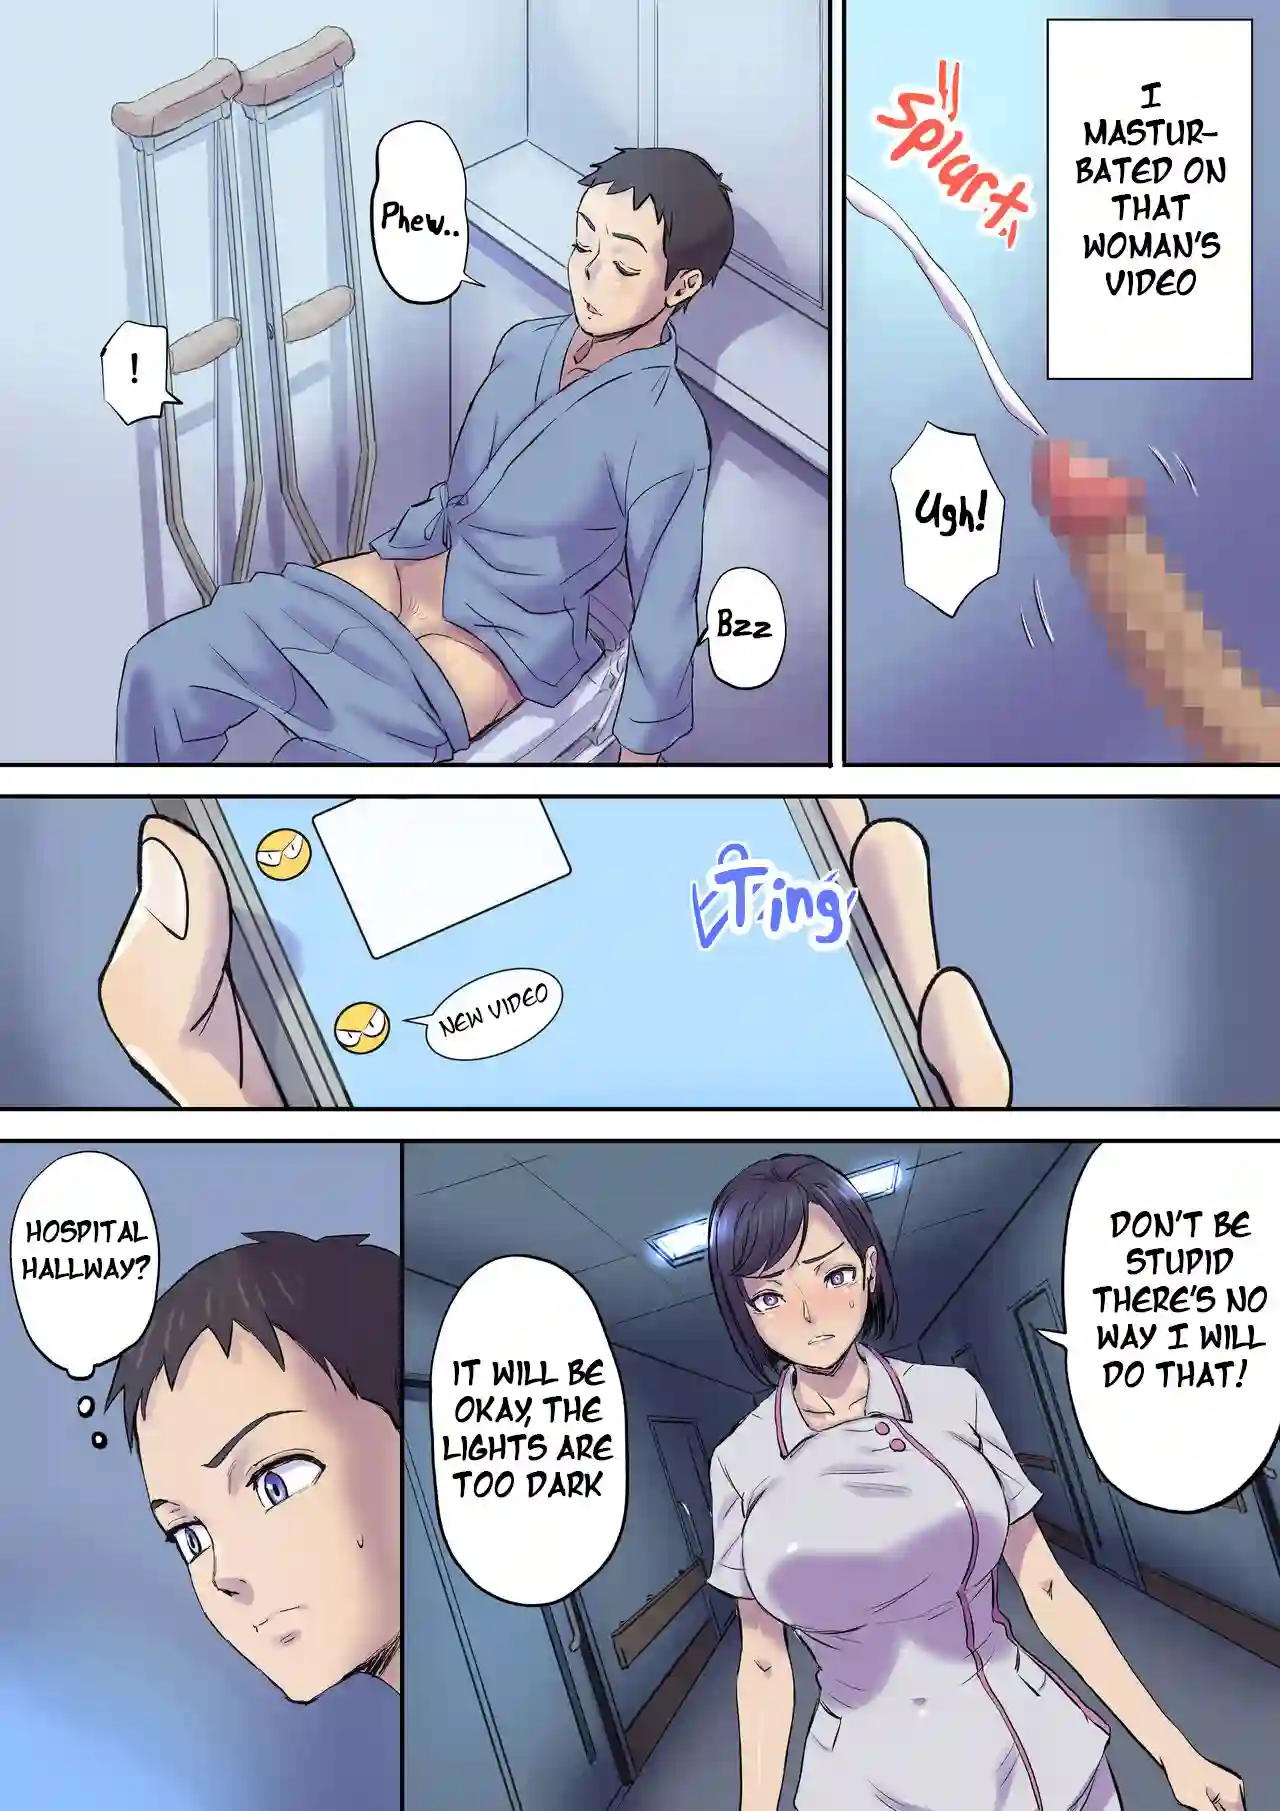 I
MASTUR-
BATED ON
THAT
WOMAN'S
VIDEO
Splurt
Ugh!
Phew..
!
Bzz
Ting
NEW VIDEO
DON'T BE
STUPID
THERE'S NO
WAY I WILL
DO THAT!
IT WILL BE
OKAY, THE
LIGHTS ARE
TOO DARK
HOSPITAL
HALLWAY?